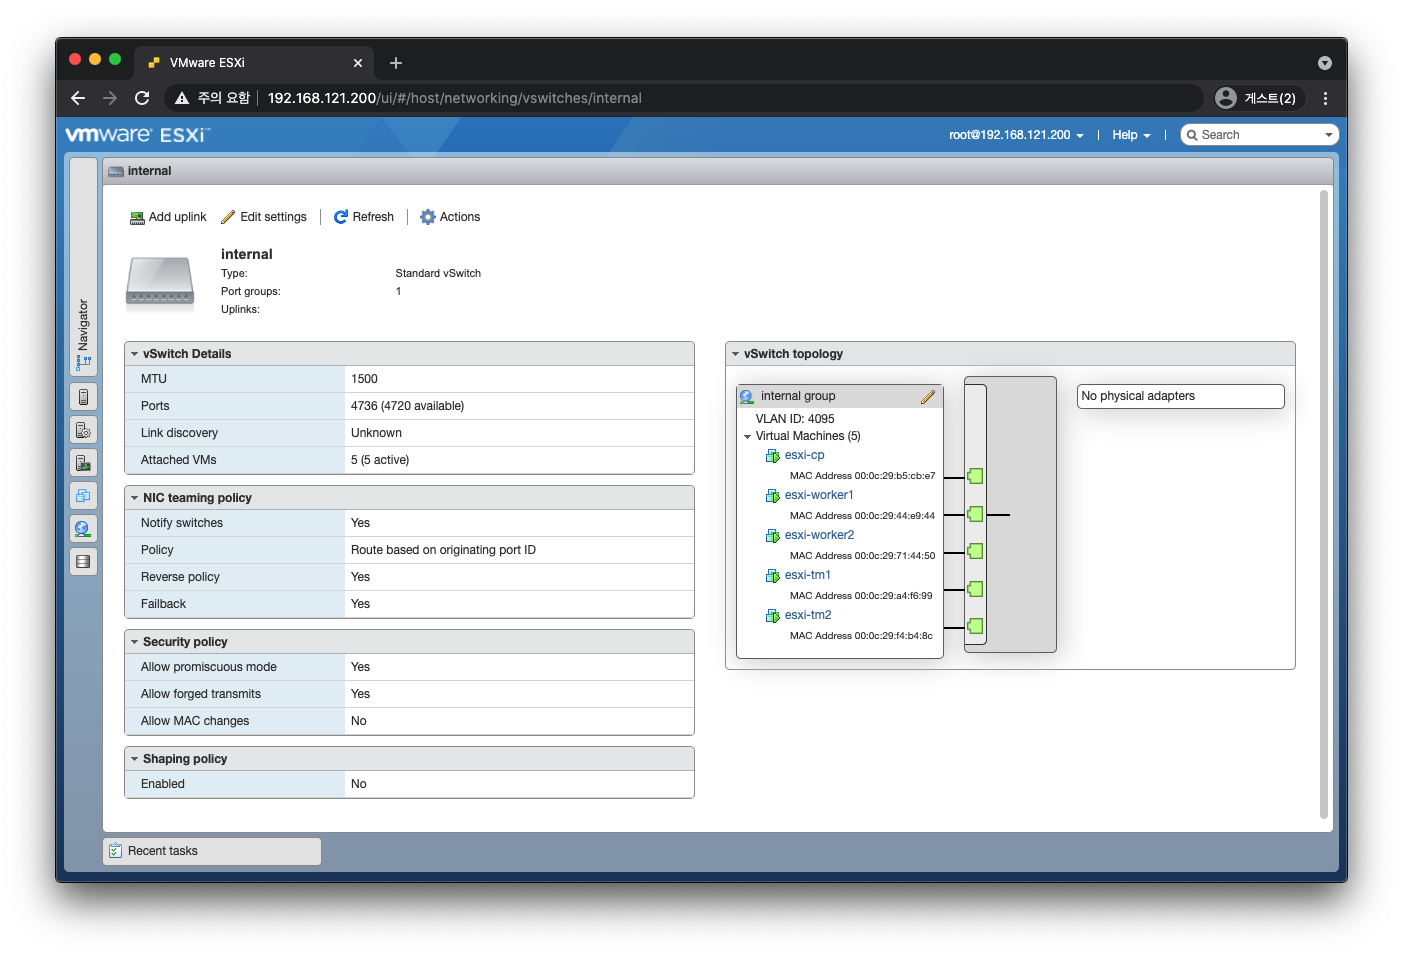 VMware ESXi
주의 요함
192.168.121.200/ui/#/host/networking/vswitches/internal
게스트(2)
vmware ESXi™
root@192.168.121.200
Help
Search
Navigator
internal
Add uplink
Edit settings
Refresh
Actions
internal
Type: Standard vSwitch
Port groups: 1
Uplinks:
vSwitch Details
MTU 1500
Ports 4736 (4720 available)
Link discovery Unknown
Attached VMs 5 (5 active)
NIC teaming policy
Notify switches Yes
Policy Route based on originating port ID
Reverse policy Yes
Failback Yes
Security policy
Allow promiscuous mode Yes
Allow forged transmits Yes
Allow MAC changes No
Shaping policy
Enabled No
vSwitch topology
internal group
VLAN ID: 4095
Virtual Machines (5)
esxi-cp
MAC Address 00:0c:29:b5:cb:e7
esxi-worker1
MAC Address 00:0c:29:44:e9:44
esxi-worker2
MAC Address 00:0c:29:71:44:50
esxi-tm1
MAC Address 00:0c:29:a4:f6:99
esxi-tm2
MAC Address 00:0c:29:f4:b4:8c
No physical adapters
Recent tasks